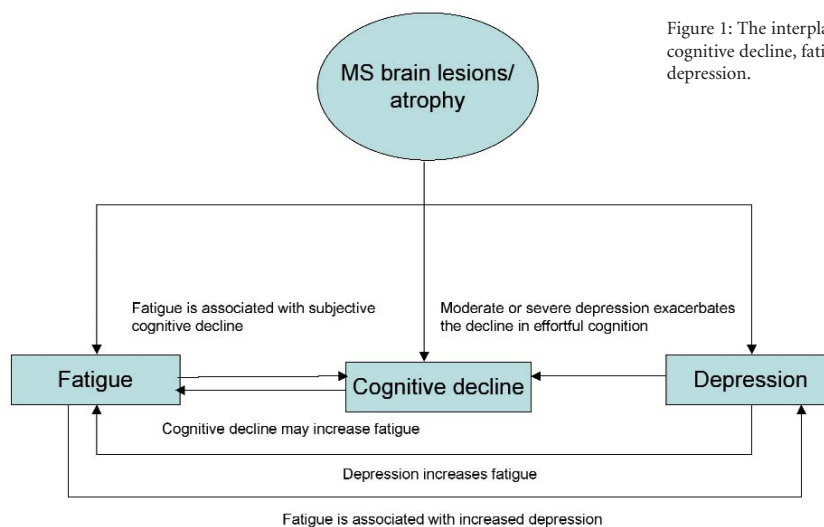 Figure 1: The interpla
cognitive decline, fati
depression.
MS brain lesions/
atrophy
Fatigue is associated with subjective
cognitive decline
Moderate or severe depression exacerbates
the decline in effortful cognition
Fatigue
Cognitive decline
Depression
Cognitive decline may increase fatigue
Depression increases fatigue
Fatigue is associated with increased depression